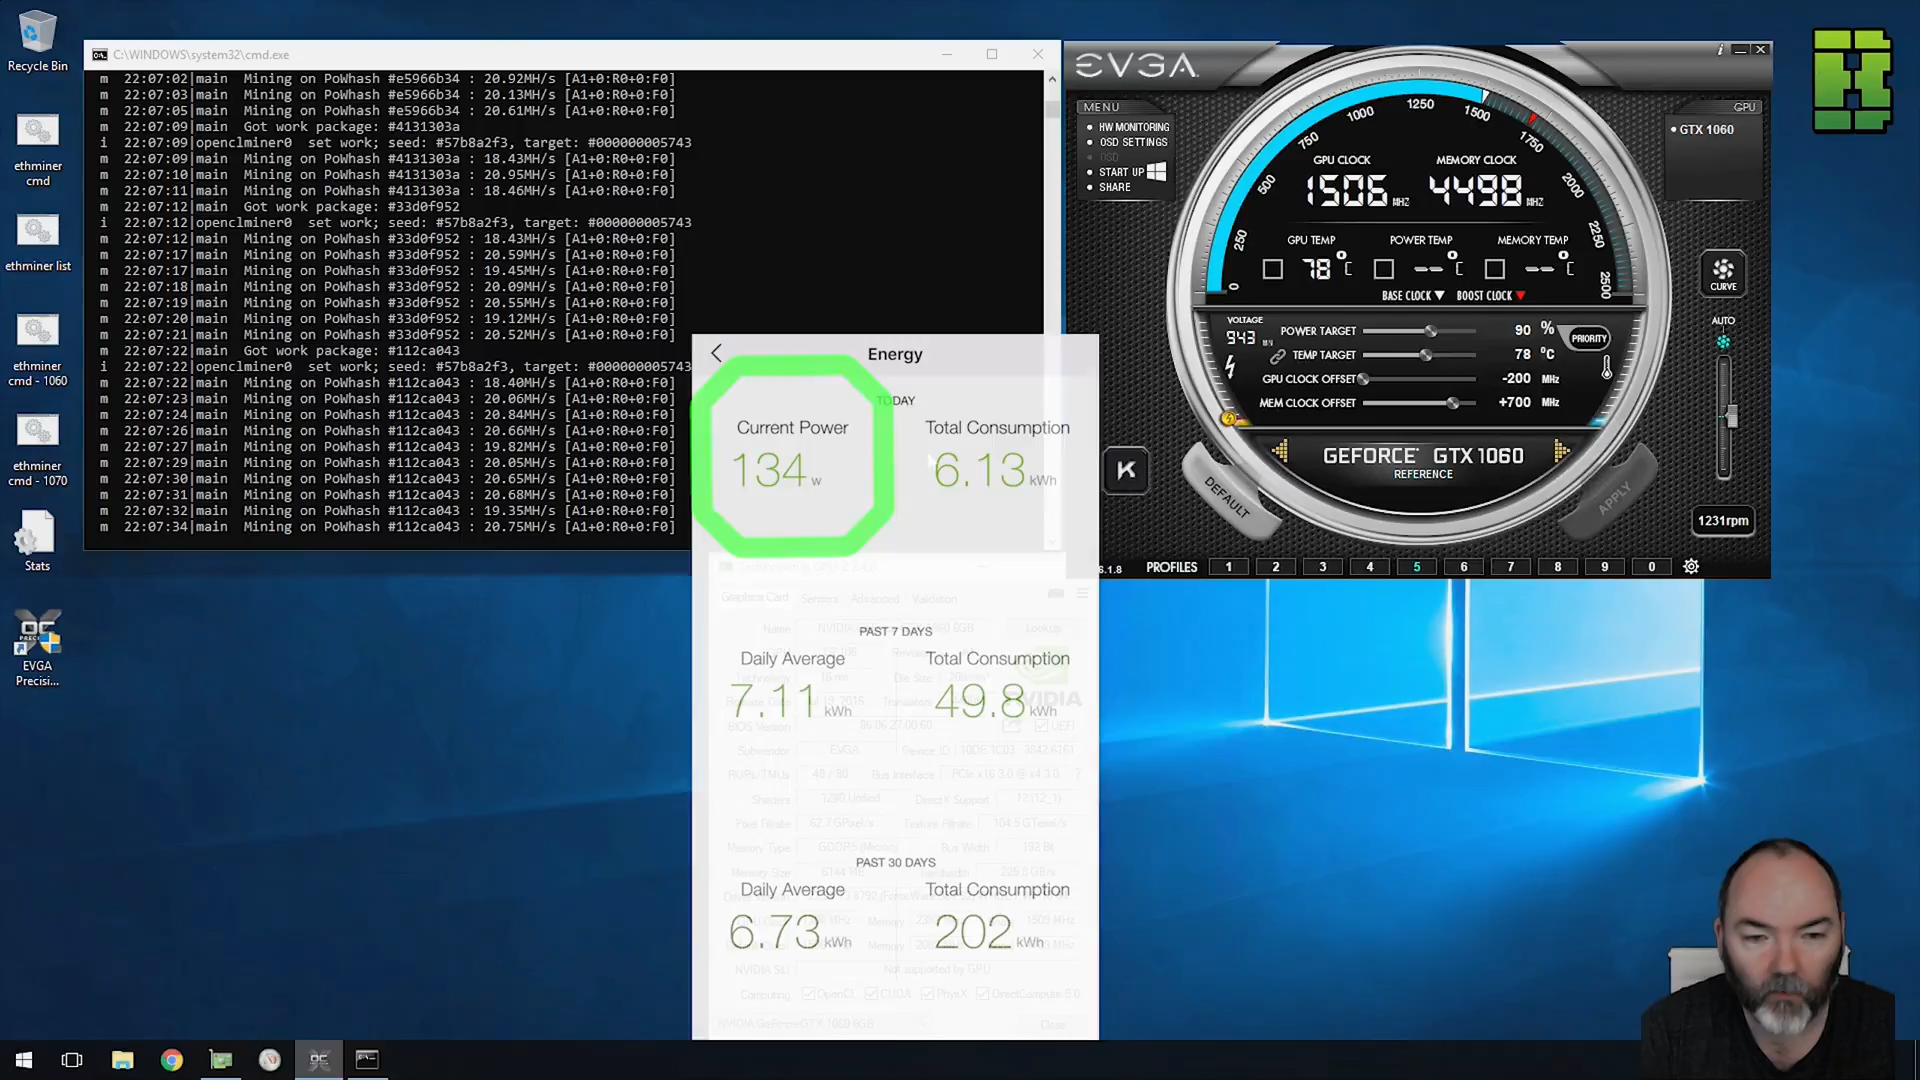 Recycle Bin
ethminer
cmd
ethminer list
ethminer
cmd - 1060
ethminer
cmd - 1070
Stats
EVGA
Precisi...
C:\WINDOWS\system32\cmd.exe
m 22:07:02|main Mining on PoWhash #e5966b34 : 20.92MH/s [A1+0:R0+0:F0]
m 22:07:03|main Mining on PoWhash #e5966b34 : 20.13MH/s [A1+0:R0+0:F0]
m 22:07:05|main Mining on PoWhash #e5966b34 : 20.61MH/s [A1+0:R0+0:F0]
m 22:07:09|main Got work package: #4131303a
i 22:07:09|openclminer0 set work; seed: #57b8a2f3, target: #000000005743
m 22:07:09|main Mining on PoWhash #4131303a : 18.43MH/s [A1+0:R0+0:F0]
m 22:07:10|main Mining on PoWhash #4131303a : 20.95MH/s [A1+0:R0+0:F0]
m 22:07:11|main Mining on PoWhash #4131303a : 18.46MH/s [A1+0:R0+0:F0]
m 22:07:12|main Got work package: #33d0f952
i 22:07:12|openclminer0 set work; seed: #57b8a2f3, target: #000000005743
m 22:07:12|main Mining on PoWhash #33d0f952 : 18.43MH/s [A1+0:R0+0:F0]
m 22:07:17|main Mining on PoWhash #33d0f952 : 20.59MH/s [A1+0:R0+0:F0]
m 22:07:17|main Mining on PoWhash #33d0f952 : 19.45MH/s [A1+0:R0+0:F0]
m 22:07:18|main Mining on PoWhash #33d0f952 : 20.09MH/s [A1+0:R0+0:F0]
m 22:07:19|main Mining on PoWhash #33d0f952 : 20.55MH/s [A1+0:R0+0:F0]
m 22:07:20|main Mining on PoWhash #33d0f952 : 19.12MH/s [A1+0:R0+0:F0]
m 22:07:21|main Mining on PoWhash #33d0f952 : 20.52MH/s [A1+0:R0+0:F0]
m 22:07:22|main Got work package: #112ca043
i 22:07:22|openclminer0 set work; seed: #57b8a2f3, target: #000000005743
m 22:07:22|main Mining on PoWhash #112ca043 : 18.40MH/s [A1+0:R0+0:F0]
m 22:07:23|main Mining on PoWhash #112ca043 : 20.06MH/s [A1+0:R0+0:F0]
m 22:07:24|main Mining on PoWhash #112ca043 : 20.84MH/s [A1+0:R0+0:F0]
m 22:07:26|main Mining on PoWhash #112ca043 : 20.66MH/s [A1+0:R0+0:F0]
m 22:07:27|main Mining on PoWhash #112ca043 : 19.82MH/s [A1+0:R0+0:F0]
m 22:07:29|main Mining on PoWhash #112ca043 : 20.05MH/s [A1+0:R0+0:F0]
m 22:07:30|main Mining on PoWhash #112ca043 : 20.65MH/s [A1+0:R0+0:F0]
m 22:07:31|main Mining on PoWhash #112ca043 : 20.68MH/s [A1+0:R0+0:F0]
m 22:07:32|main Mining on PoWhash #112ca043 : 19.35MH/s [A1+0:R0+0:F0]
m 22:07:34|main Mining on PoWhash #112ca043 : 20.75MH/s [A1+0:R0+0:F0]
EVGA
MENU
HW MONITORING
OSD SETTINGS
OSD
START UP
SHARE
GPU
GTX 1060
0 250 500 750 1000 1250 1500 1750 2000 2250 2500
GPU CLOCK MEMORY CLOCK
1506 MHZ 4498 MHZ
GPU TEMP POWER TEMP MEMORY TEMP
78 °C -- °C -- °C
BASE CLOCK BOOST CLOCK
VOLTAGE
943
POWER TARGET 90 % PRIORITY
TEMP TARGET 78 °C
GPU CLOCK OFFSET -200 MHz
MEM CLOCK OFFSET +700 MHz
GEFORCE GTX 1060
REFERENCE
K
DEFAULT
APPLY
CURVE
AUTO
1231rpm
6.1.8 PROFILES 1 2 3 4 5 6 7 8 9 0
Energy
TODAY
Current Power Total Consumption
134 w 6.13 kWh
Graphics Card Sensors Advanced Validation
PAST 7 DAYS
Daily Average Total Consumption
7.11 kWh 49.8 kWh
PAST 30 DAYS
Daily Average Total Consumption
6.73 kWh 202 kWh